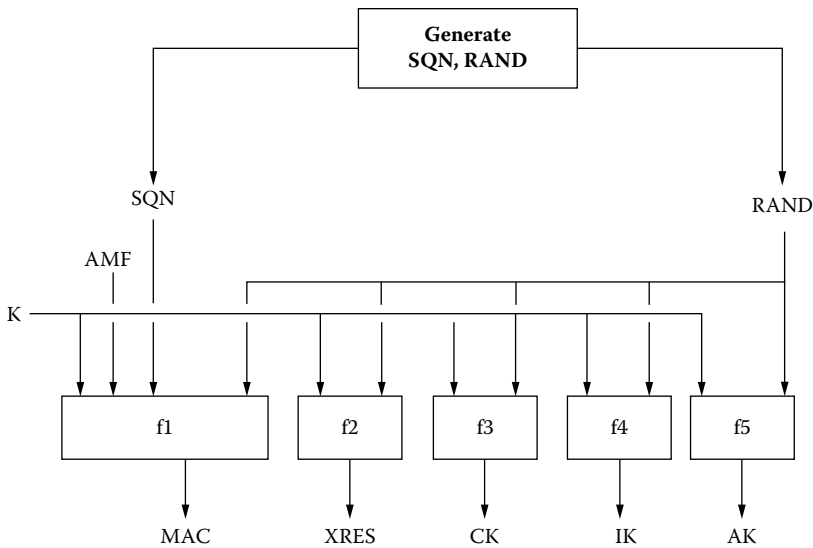 Generate
SQN, RAND
SQN
RAND
AMF
K
f1
f2
f3
f4
f5
MAC
XRES
CK
IK
AK